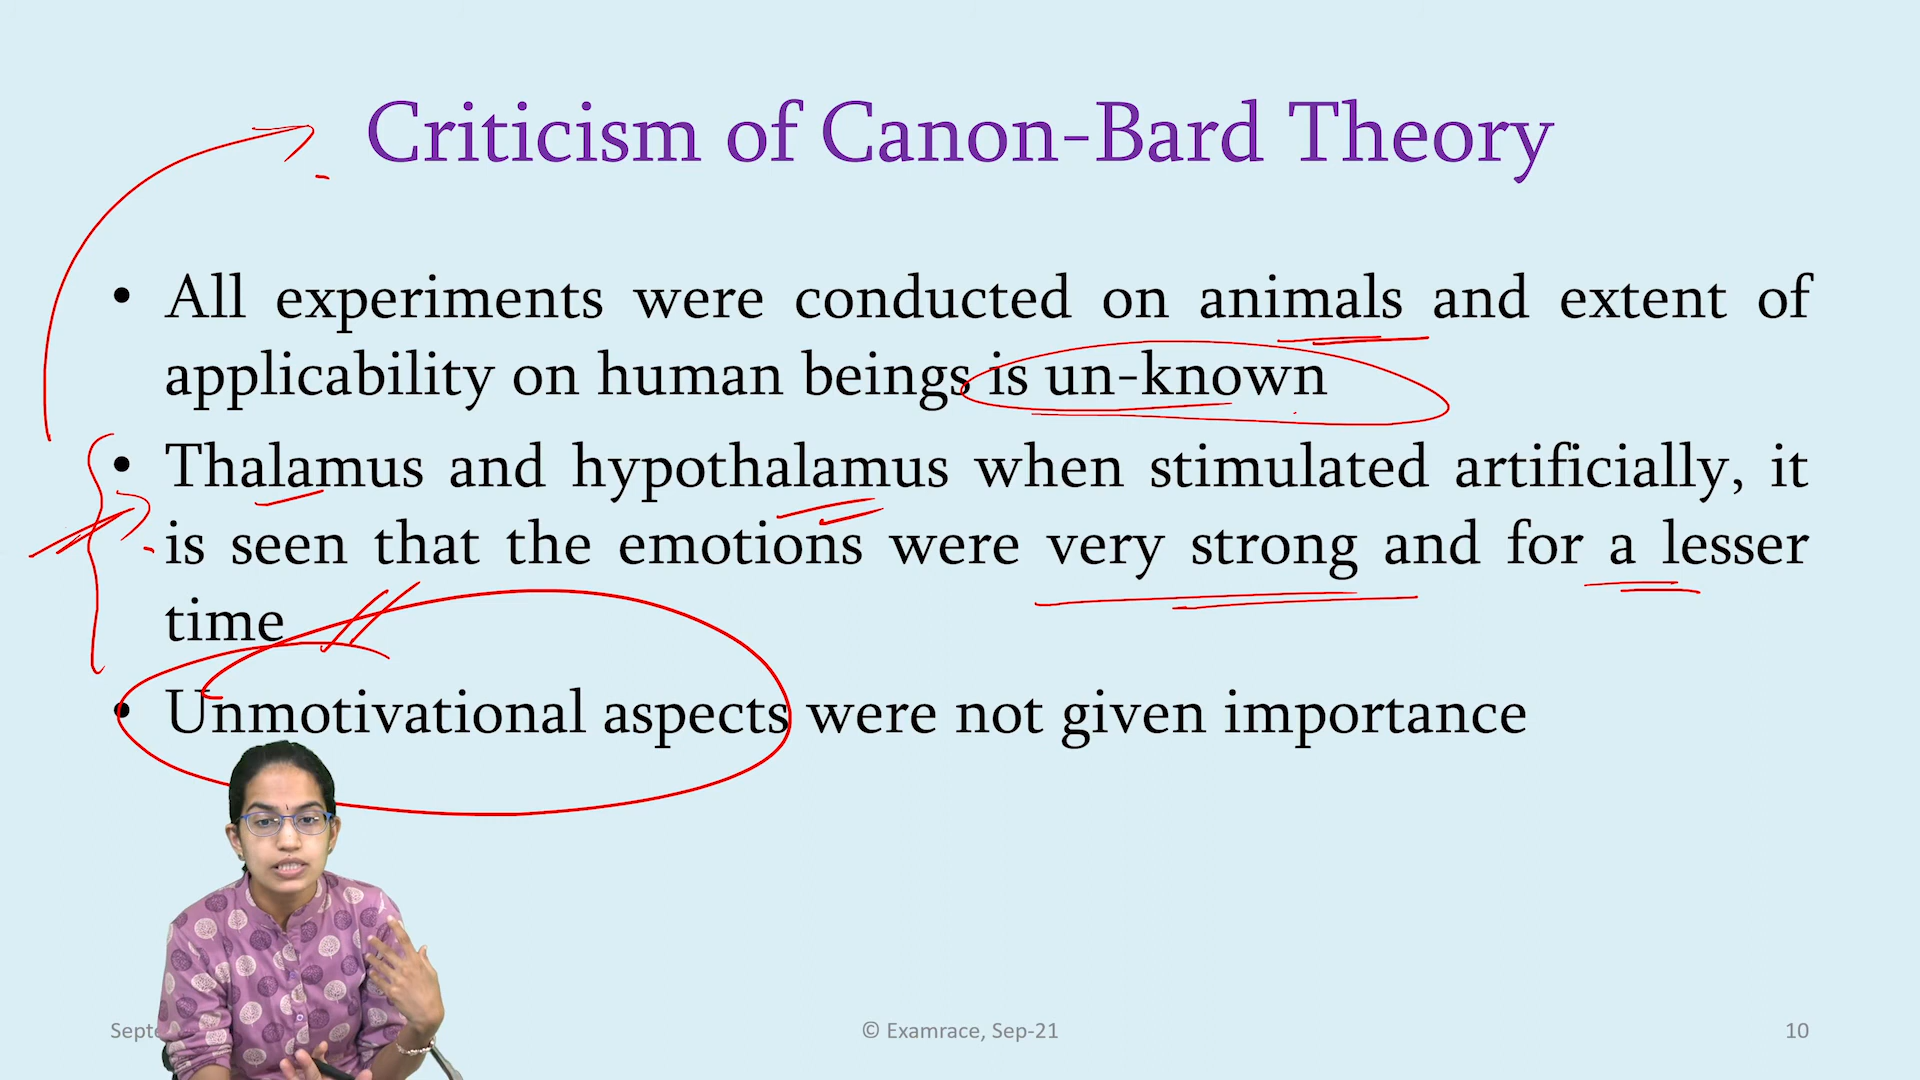 Criticism of Canon-Bard Theory
• All experiments were conducted on animals and extent of
applicability on human beings is un-known
• Thalamus and hypothalamus when stimulated artificially, it
is seen that the emotions were very strong and for a lesser
time
• Unmotivational aspects were not given importance
© Examrace, Sep-21
10